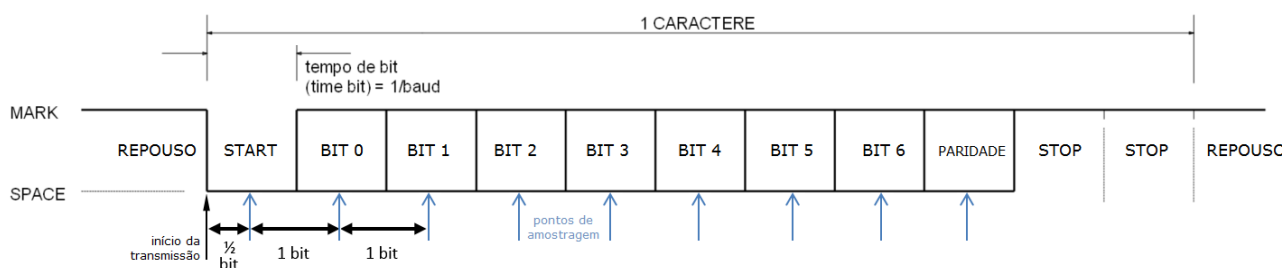 1 CARACTERE
tempo de bit
(time bit) = 1/baud
MARK
REPOUSO START BIT 0 BIT 1 BIT 2 BIT 3 BIT 4 BIT 5 BIT 6 PARIDADE STOP STOP REPOUSO
SPACE
início da
transmissão
½
bit
1 bit
1 bit
pontos de
amostragem